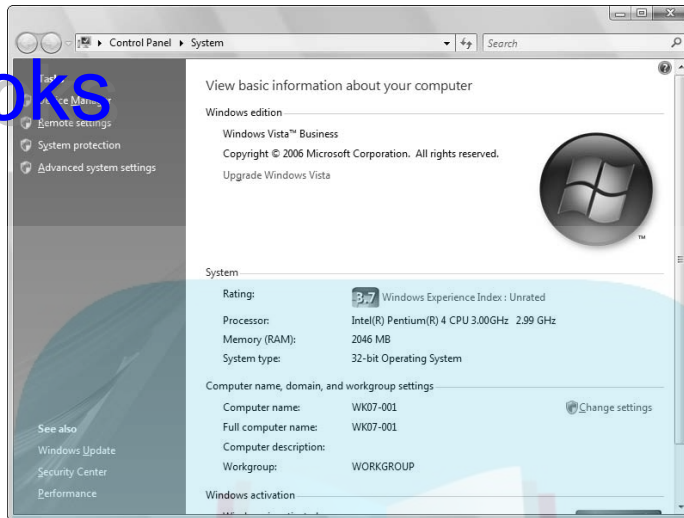 Control Panel ▸ System
Search
oks
Tasks
Device Manager
Remote settings
System protection
Advanced system settings
See also
Windows Update
Security Center
Performance
View basic information about your computer
Windows edition
Windows Vista™ Business
Copyright © 2006 Microsoft Corporation. All rights reserved.
Upgrade Windows Vista
TM
System
Rating: 3.7 Windows Experience Index : Unrated
Processor: Intel(R) Pentium(R) 4 CPU 3.00GHz 2.99 GHz
Memory (RAM): 2046 MB
System type: 32-bit Operating System
Computer name, domain, and workgroup settings
Computer name: WK07-001
Change settings
Full computer name: WK07-001
Computer description:
Workgroup: WORKGROUP
Windows activation